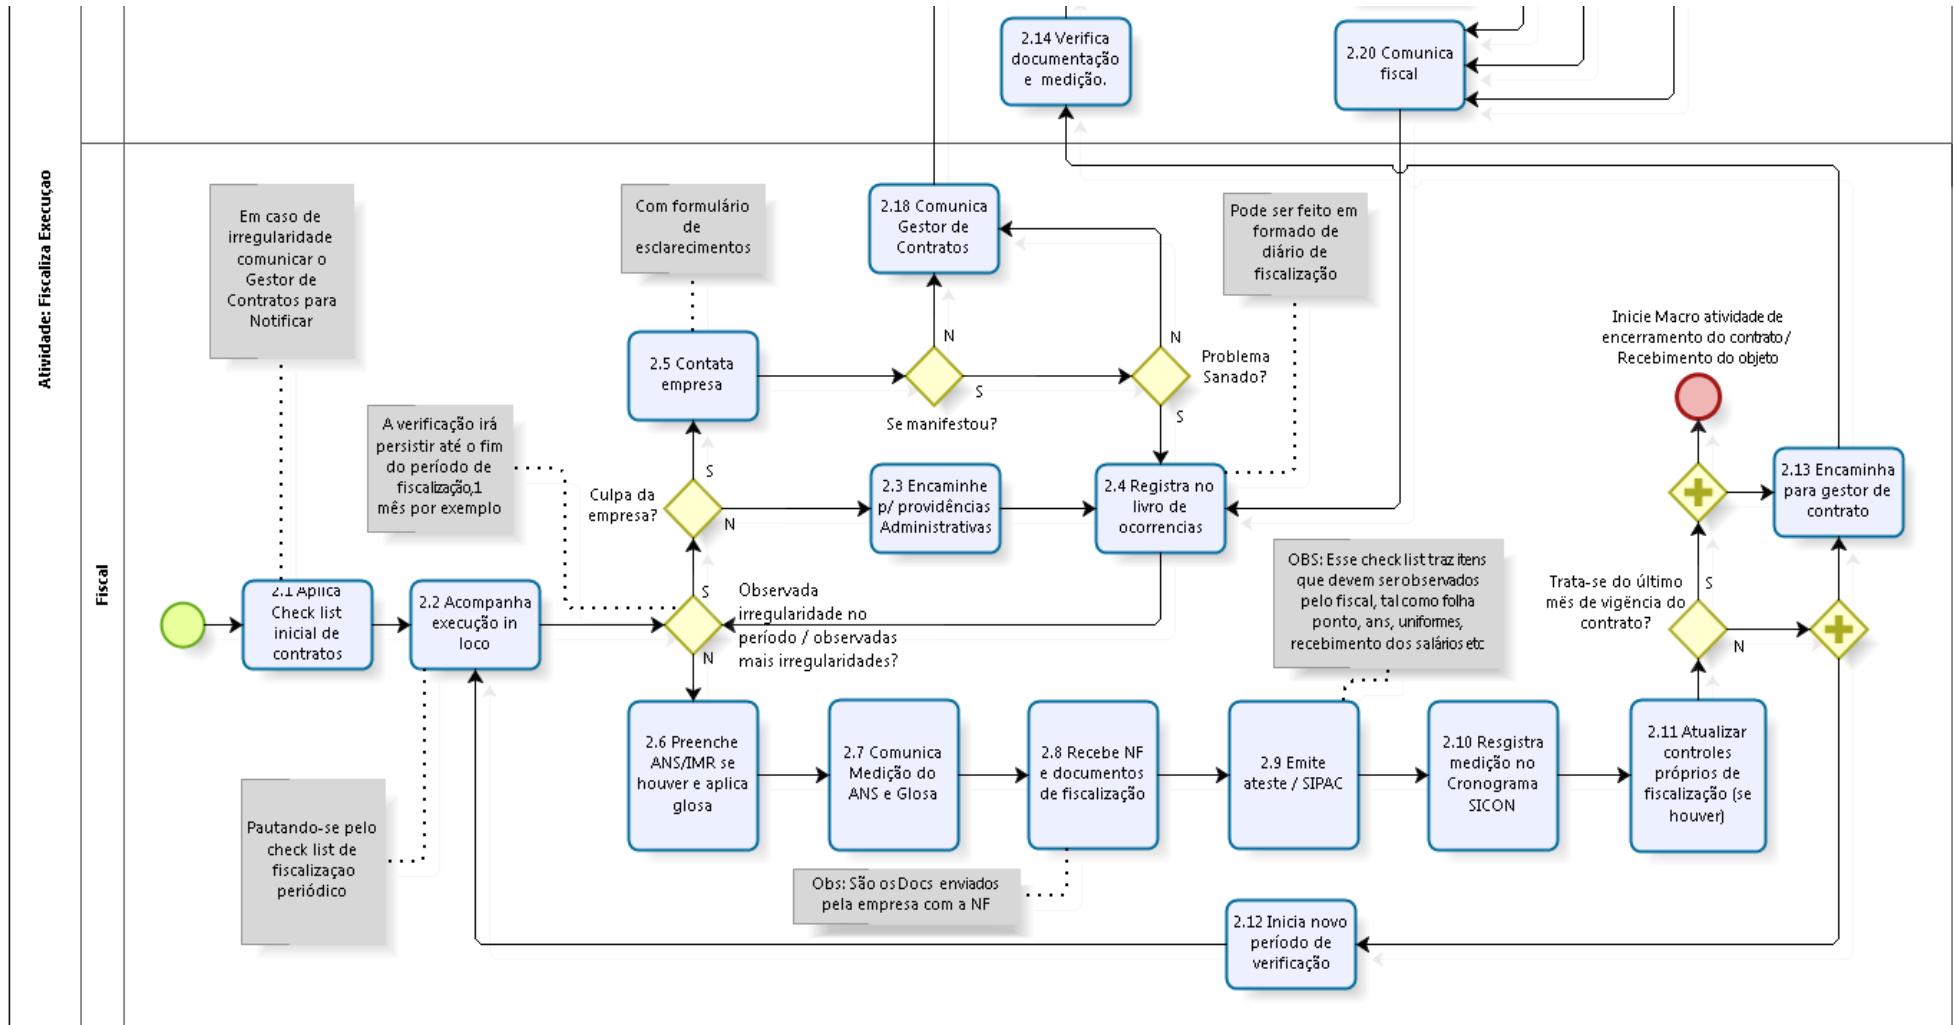 Atividade: Fiscaliza Execuçao
Fiscal
2.14 Verifica
documentação
e medição.
2.20 Comunica
fiscal
Em caso de
irregularidade
comunicar o
Gestor de
Contratos para
Notificar
Com formulário
de
esclarecimentos
2.18 Comunica
Gestor de
Contratos
Pode ser feito em
formado de
diário de
fiscalização
Inicie Macro atividade de
encerramento do contrato /
Recebimento do objeto
2.5 Contata
empresa
N
S
Se manifestou?
N
Problema
Sanado?
S
A verificação irá
persistir até o fim
do período de
fiscalização,1
mês por exemplo
S
Culpa da
empresa?
N
2.3 Encaminhe
p/ providências
Administrativas
2.4 Registra no
livro de
ocorrencias
2.13 Encaminha
para gestor de
contrato
OBS: Esse check list traz itens
que devem ser observados
pelo fiscal, tal como folha
ponto, ans, uniformes,
recebimento dos salários etc
Trata-se do último
mês de vigência do
contrato?
S
N
2.1 Aplica
Check list
inicial de
contratos
2.2 Acompanha
execução in
loco
S
Observada
irregularidade no
período / observadas
mais irregularidades?
N
2.6 Preenche
ANS/IMR se
houver e aplica
glosa
2.7 Comunica
Medição do
ANS e Glosa
2.8 Recebe NF
e documentos
de fiscalização
2.9 Emite
ateste / SIPAC
2.10 Resgistra
medição no
Cronograma
SICON
2.11 Atualizar
controles
próprios de
fiscalização (se
houver)
Pautando-se pelo
check list de
fiscalizaçao
periódico
Obs: São os Docs enviados
pela empresa com a NF
2.12 Inicia novo
período de
verificação